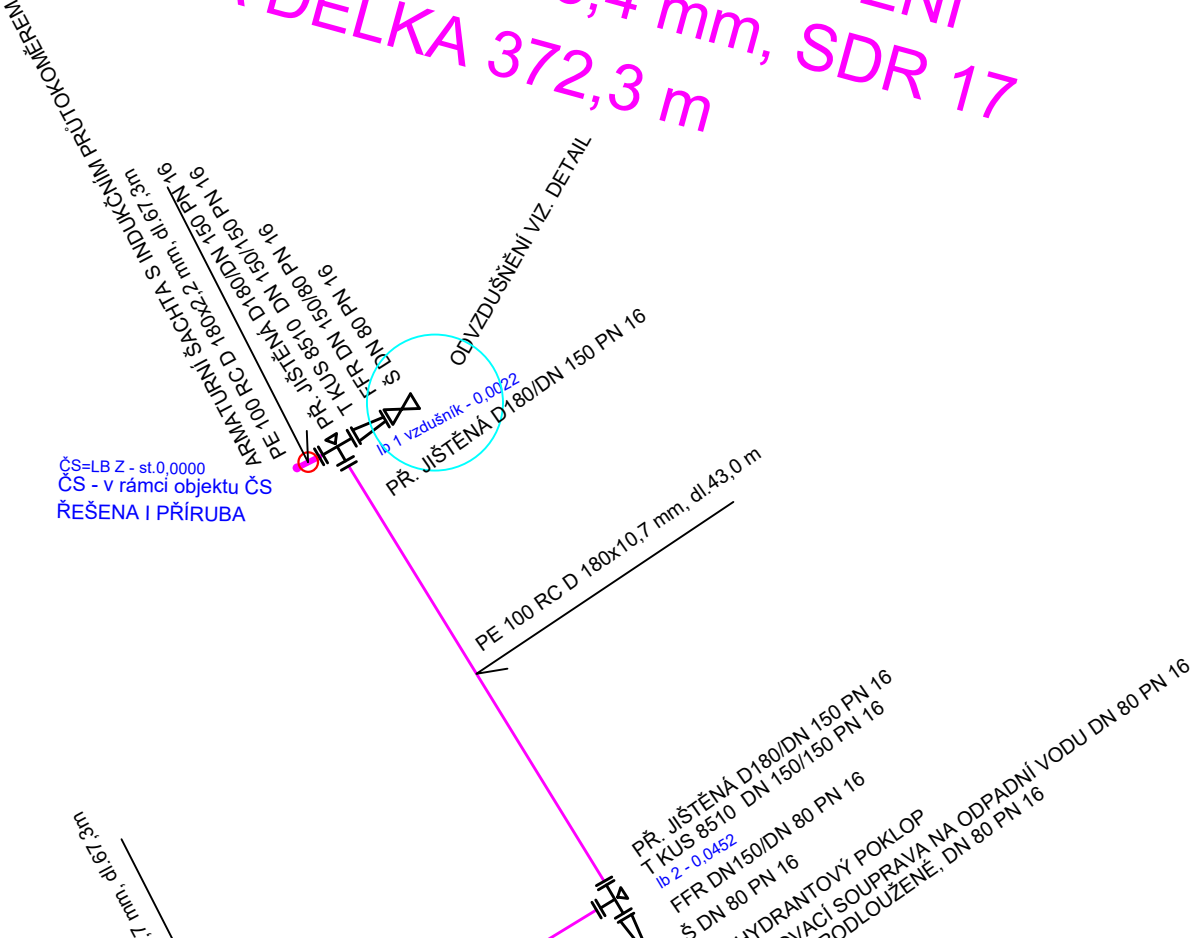 ENÍ
,4 mm, SDR 17
DÉLKA 372,3 m
ARMATURNÍ ŠACHTA S INDUKČNÍM PRŮTOKOMĚREM
PE 100 RC D 180x2,2 mm, dl.67,3m
PŘ. JIŠTĚNÁ D180/DN 150 PN 16
T KUS 8510 DN 150/150 PN 16
FFR DN 150/80 PN 16
Š DN 80 PN 16
ODVZDUŠNĚNÍ VIZ. DETAIL
lb 1 vzdušník - 0,0022
PŘ. JIŠTĚNÁ D180/DN 150 PN 16
ČS=LB Z - st.0,0000
ČS - v rámci objektu ČS
ŘEŠENA I PŘÍRUBA
PE 100 RC D 180x10,7 mm, dl.43,0 m
PŘ. JIŠTĚNÁ D180/DN 150 PN 16
T KUS 8510 DN 150/150 PN 16
lb 2 - 0,0452
FFR DN150/DN 80 PN 16
Š DN 80 PN 16
HYDRANTOVÝ POKLOP
VACÍ SOUPRAVA NA ODPADNÍ VODU DN 80 PN 16
RODLOUŽENÉ, DN 80 PN 16
,7 mm, dl.67,3m